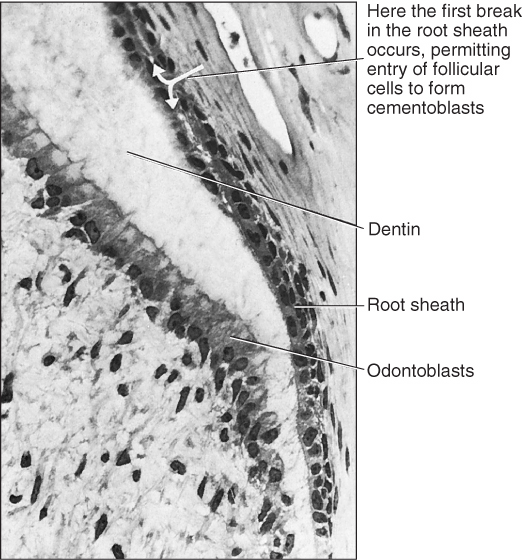 Here the first break
in the root sheath
occurs, permitting
entry of follicular
cells to form
cementoblasts
Dentin
Root sheath
Odontoblasts